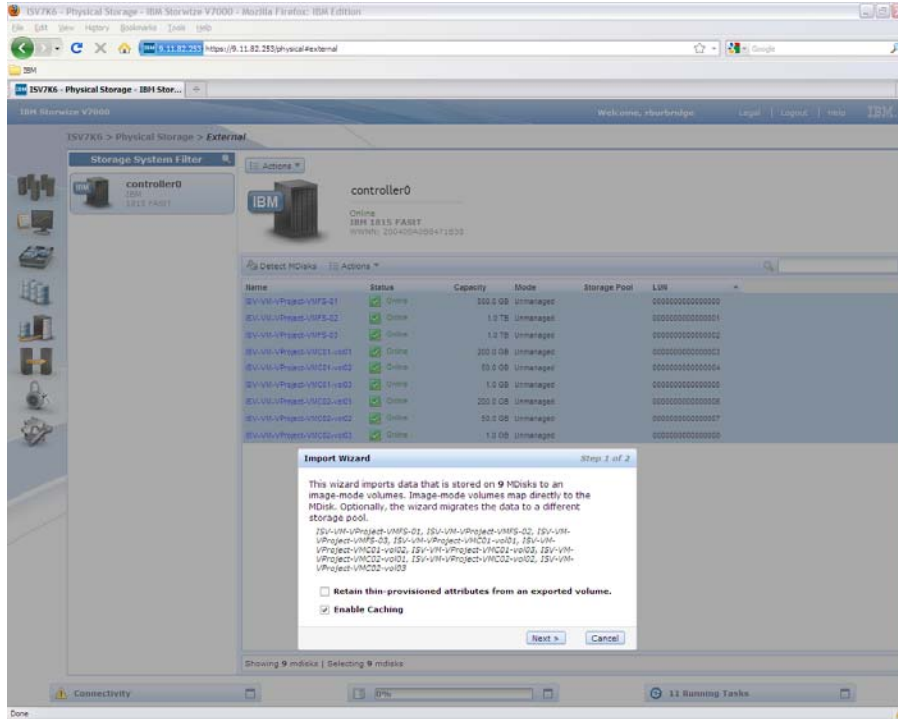 ISV7K6 - Physical Storage - IBM Storwize V7000 - Mozilla Firefox: IBM Edition
File Edit View History Bookmarks Tools Help
9.11.82.253 https://9.11.82.253/physical#external
Google
IBM
ISV7K6 - Physical Storage - IBM Stor...
IBM Storwize V7000
Welcome, rburbridge
Legal | Logout | Help
IBM
ISV7K6 > Physical Storage > External
Storage System Filter
Actions
controller0
IBM
1815 FAStT
IBM
controller0
Online
IBM 1815 FAStT
Detect MDisks Actions
Name Status Capacity Mode Storage Pool LUN
ISV-VM-VProject-VMFS-01 Online 500.0 GB Unmanaged 0000000000000000
ISV-VM-VProject-VMFS-02 Online 1.0 TB Unmanaged 0000000000000001
ISV-VM-VProject-VMFS-03 Online 1.0 TB Unmanaged 0000000000000002
ISV-VM-VProject-VMC01-vol01 Online 200.0 GB Unmanaged 0000000000000003
ISV-VM-VProject-VMC01-vol02 Online 50.0 GB Unmanaged 0000000000000004
ISV-VM-VProject-VMC01-vol03 Online 1.0 GB Unmanaged 0000000000000005
ISV-VM-VProject-VMC02-vol01 Online 200.0 GB Unmanaged 0000000000000006
ISV-VM-VProject-VMC02-vol02 Online 50.0 GB Unmanaged 0000000000000007
ISV-VM-VProject-VMC02-vol03 Online 1.0 GB Unmanaged
Import Wizard Step 1 of 2
This wizard imports data that is stored on 9 MDisks to an
image-mode volumes. Image-mode volumes map directly to the
MDisk. Optionally, the wizard migrates the data to a different
storage pool.
ISV-VM-VProject-VMFS-01, ISV-VM-VProject-VMFS-02, ISV-VM-
VProject-VMFS-03, ISV-VM-VProject-VMC01-vol01, ISV-VM-
VProject-VMC01-vol02, ISV-VM-VProject-VMC01-vol03, ISV-VM-
VProject-VMC02-vol01, ISV-VM-VProject-VMC02-vol02, ISV-VM-
VProject-VMC02-vol03
Retain thin-provisioned attributes from an exported volume.
Enable Caching
Next > Cancel
Showing 9 mdisks | Selecting 9 mdisks
Connectivity
0%
11 Running Tasks
Done